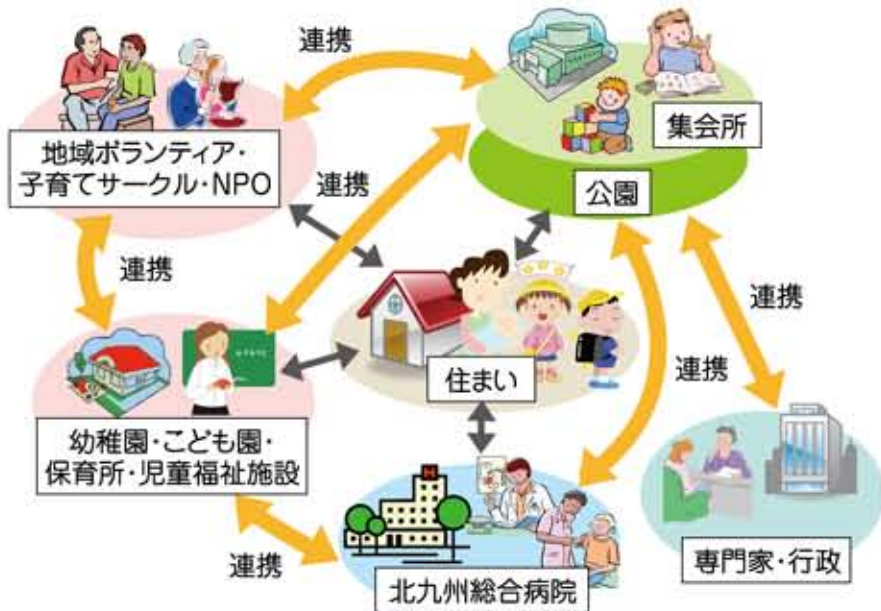 連携
集会所
地域ボランティア・
子育てサークル・NPO
連携
公園
連携
連携
住まい
連携
幼稚園・こども園・
保育所・児童福祉施設
H
連携
専門家・行政
北九州総合病院